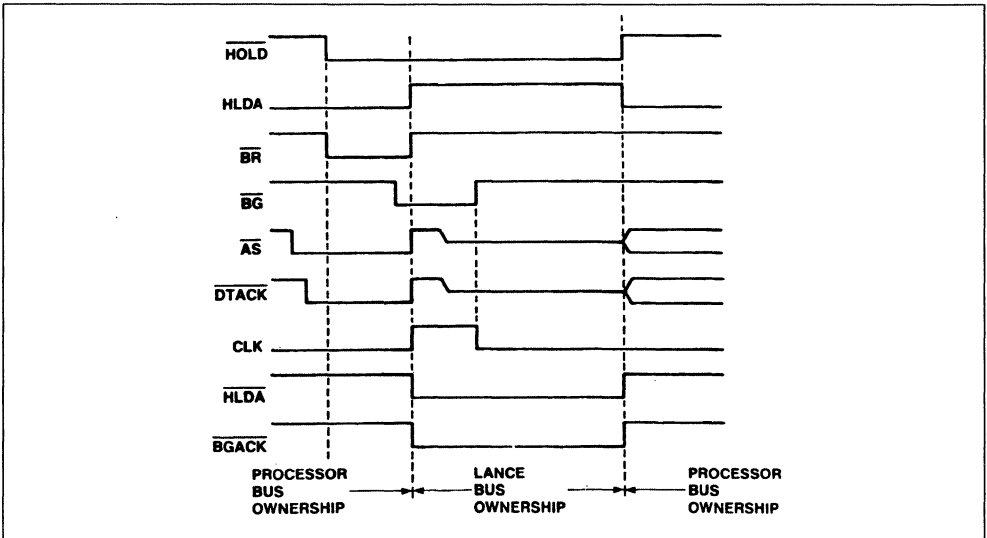 HOLD
HLDA
BR
BG
AS
DTACK
CLK
HLDA
BGACK
PROCESSOR
BUS
OWNERSHIP
LANCE
BUS
OWNERSHIP
PROCESSOR
BUS
OWNERSHIP